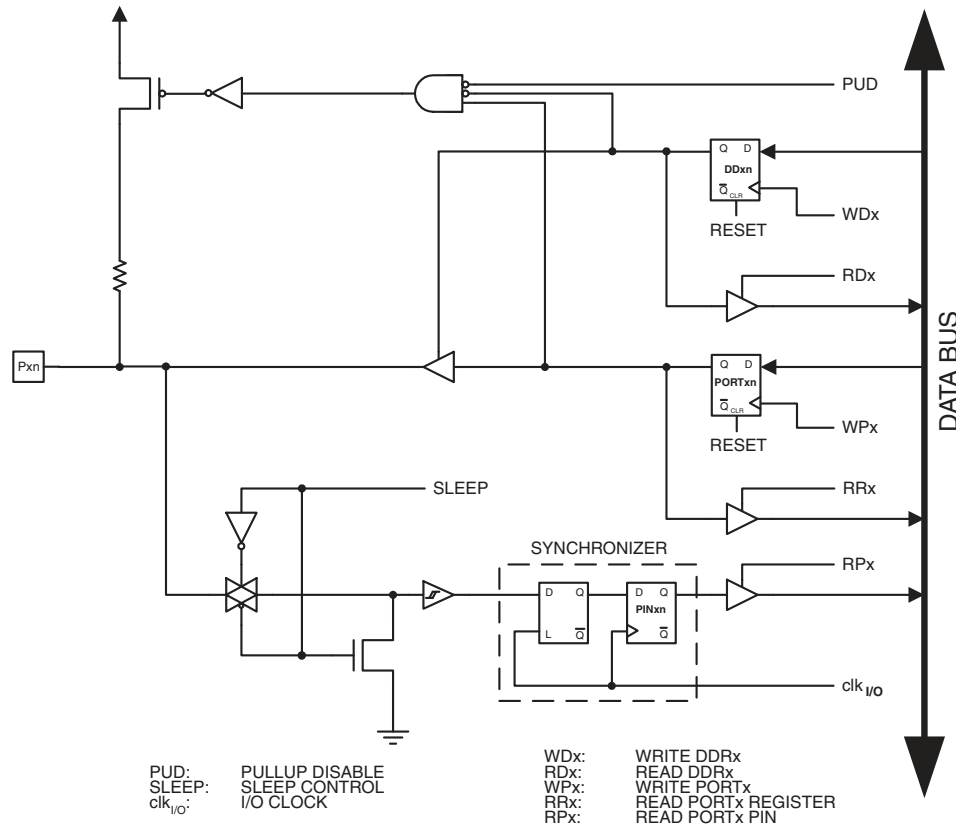 PUD
Q D
DDxn
Q CLR
WDx
RESET
RDx
Pxn
Q D
PORTxn
Q CLR
WPx
RESET
DATA BUS
SLEEP
RRx
SYNCHRONIZER
RPx
D Q
L Q
D Q
PINxn
Q
clk I/O
PUD: PULLUP DISABLE
SLEEP: SLEEP CONTROL
clkI/O: I/O CLOCK
WDx: WRITE DDRx
RDx: READ DDRx
WPx: WRITE PORTx
RRx: READ PORTx REGISTER
RPx: READ PORTx PIN